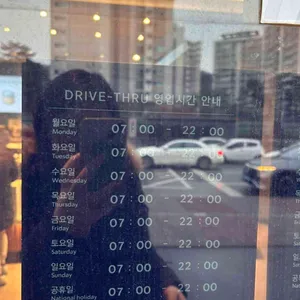 DRIVE-THRU 영업시간 안내
월요일 07 : 00 - 22 : 00
Monday
화요일 07 : 00 - 22 : 00
Tuesday
수요일 07 : 00 - 22 : 00
Wednesday
목요일 07 : 00 - 22 : 00
Thursday
금요일 07 : 00 - 22 : 00
Friday
토요일 07 : 00 - 22 : 00
Saturday
일요일 07 : 00 - 22 : 00
Sunday
공휴일 07 : 00 - 22 : 00
National holiday